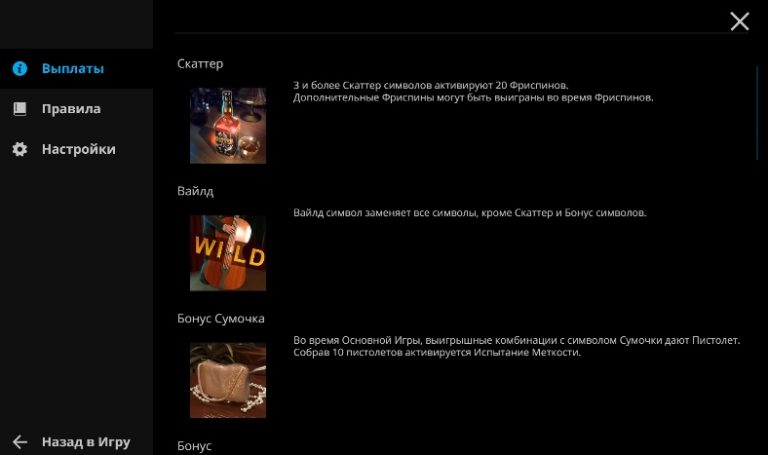 Выплаты
Правила
Настройки
Назад в Игру
Скаттер
3 и более Скаттер символов активируют 20 Фриспинов.
Дополнительные Фриспины могут быть выиграны во время Фриспинов.
Вайлд
WILD
Вайлд символ заменяет все символы, кроме Скаттер и Бонус символов.
Бонус Сумочка
Во время Основной Игры, выигрышные комбинации с символом Сумочки дают Пистолет.
Собрав 10 пистолетов активируется Испытание Меткости.
Бонус